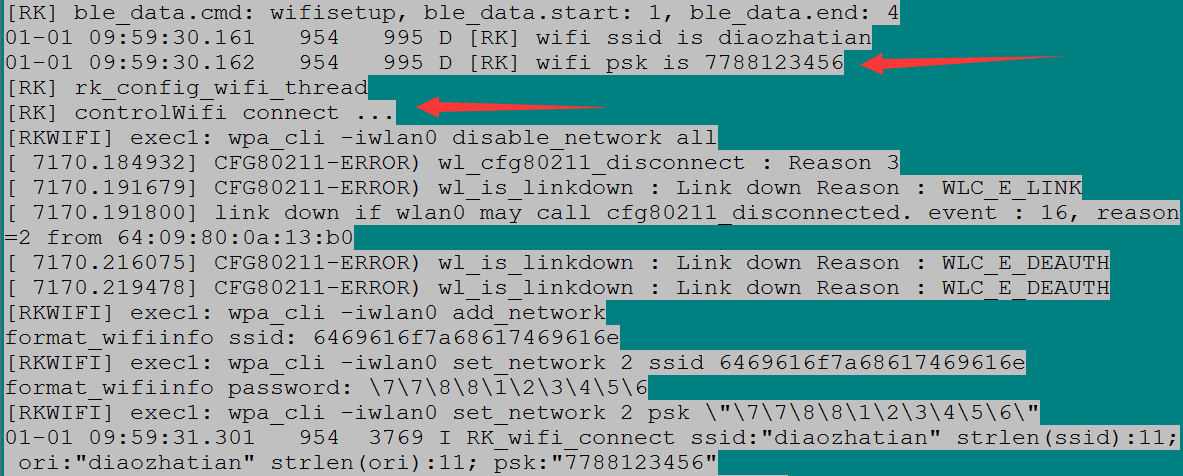 [RK] ble_data.cmd: wifisetup, ble_data.start: 1, ble_data.end: 4
01-01 09:59:30.161   954   995 D [RK] wifi ssid is diaozhatian
01-01 09:59:30.162   954   995 D [RK] wifi psk is 7788123456
[RK] rk_config_wifi_thread
[RK] controlWifi connect ...
[RKWIFI] exec1: wpa_cli -iwlan0 disable_network all
[ 7170.184932] CFG80211-ERROR) wl_cfg80211_disconnect : Reason 3
[ 7170.191679] CFG80211-ERROR) wl_is_linkdown : Link down Reason : WLC_E_LINK
[ 7170.191800] link down if wlan0 may call cfg80211_disconnected. event : 16, reason
=2 from 64:09:80:0a:13:b0
[ 7170.216075] CFG80211-ERROR) wl_is_linkdown : Link down Reason : WLC_E_DEAUTH
[ 7170.219478] CFG80211-ERROR) wl_is_linkdown : Link down Reason : WLC_E_DEAUTH
[RKWIFI] exec1: wpa_cli -iwlan0 add_network
format_wifiinfo ssid: 6469616f7a68617469616e
[RKWIFI] exec1: wpa_cli -iwlan0 set_network 2 ssid 6469616f7a68617469616e
format_wifiinfo password: \7\7\8\8\1\2\3\4\5\6
[RKWIFI] exec1: wpa_cli -iwlan0 set_network 2 psk \"\7\7\8\8\1\2\3\4\5\6\"
01-01 09:59:31.301   954  3769 I RK_wifi_connect ssid:"diaozhatian" strlen(ssid):11;
 ori:"diaozhatian" strlen(ori):11; psk:"7788123456"